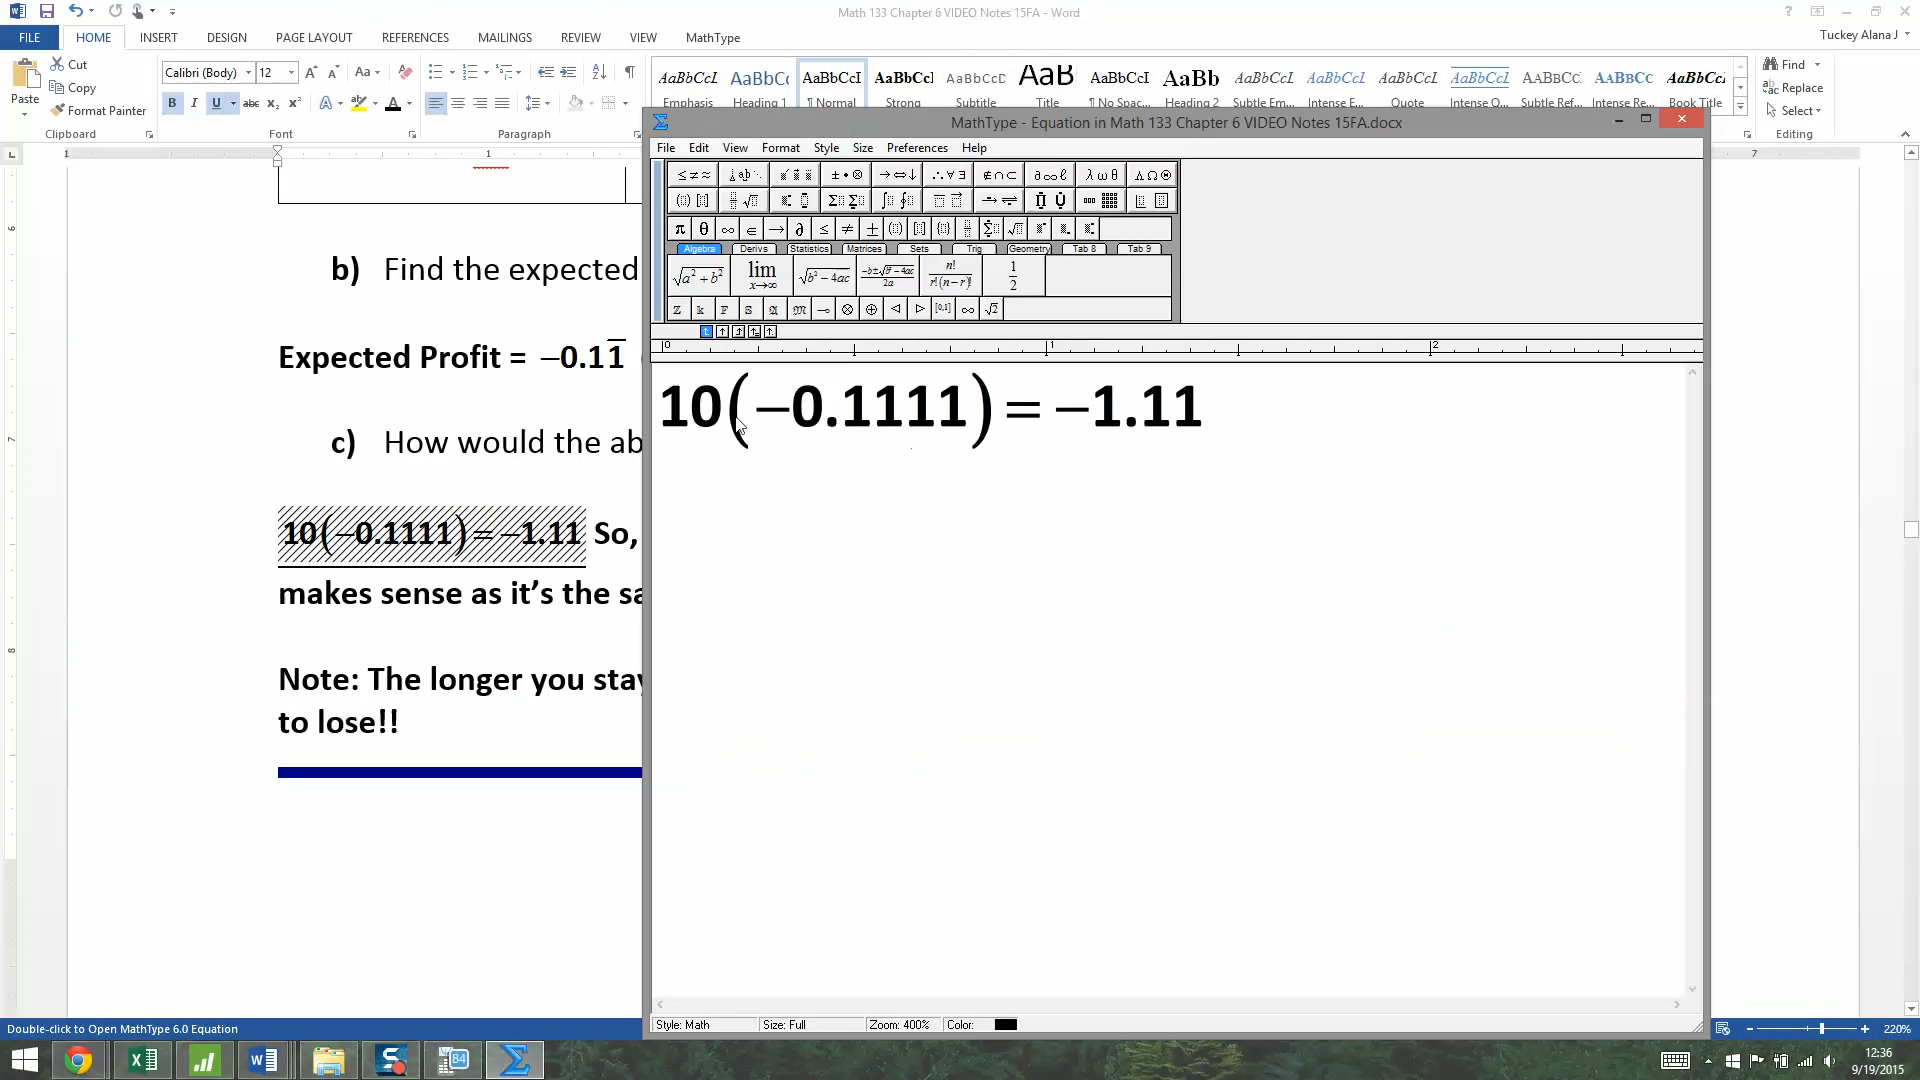 Math 133 Chapter 6 VIDEO Notes 15FA - Word
FILE HOME INSERT DESIGN PAGE LAYOUT REFERENCES MAILINGS REVIEW VIEW MathType
Tuckey Alana J
Paste
Cut
Copy
Format Painter
Calibri (Body) 12
AaBbCcI Emphasis
AaBbCc Heading 1
AaBbCcI ¶ Normal
AaBbCcI Strong
AaBbCcD Subtitle
AaB Title
AaBbCcI ¶ No Spac...
AaBb Heading 2
AaBbCcI Subtle Em...
AaBbCcI Intense E...
AaBbCcI Quote
AaBbCcI Intense Q...
AABBCC Subtle Ref...
AABBCC Intense Re...
AaBbCcI Book Title
Find
Replace
Select
Clipboard Font Paragraph Editing
MathType - Equation in Math 133 Chapter 6 VIDEO Notes 15FA.docx
File Edit View Format Style Size Preferences Help
Algebra Derivs Statistics Matrices Sets Trig Geometry Tab 8 Tab 9
10(−0.1111) = −1.11
b) Find the expected
Expected Profit = −0.11̅
c) How would the ab
10(−0.1111) = −1.11 So,
makes sense as it’s the sa
Note: The longer you stay
to lose!!
Style: Math Size: Full Zoom: 400% Color:
Double-click to Open MathType 6.0 Equation
220%
12:36
9/19/2015